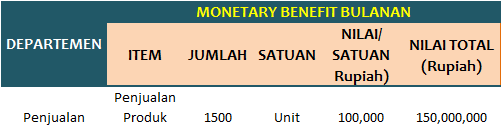 MONETARY BENEFIT BULANAN
DEPARTEMEN ITEM JUMLAH SATUAN NILAI/ SATUAN Rupiah) NILAI TOTAL (Rupiah)
Penjualan Penjualan Produk 1500 Unit 100,000 150,000,000